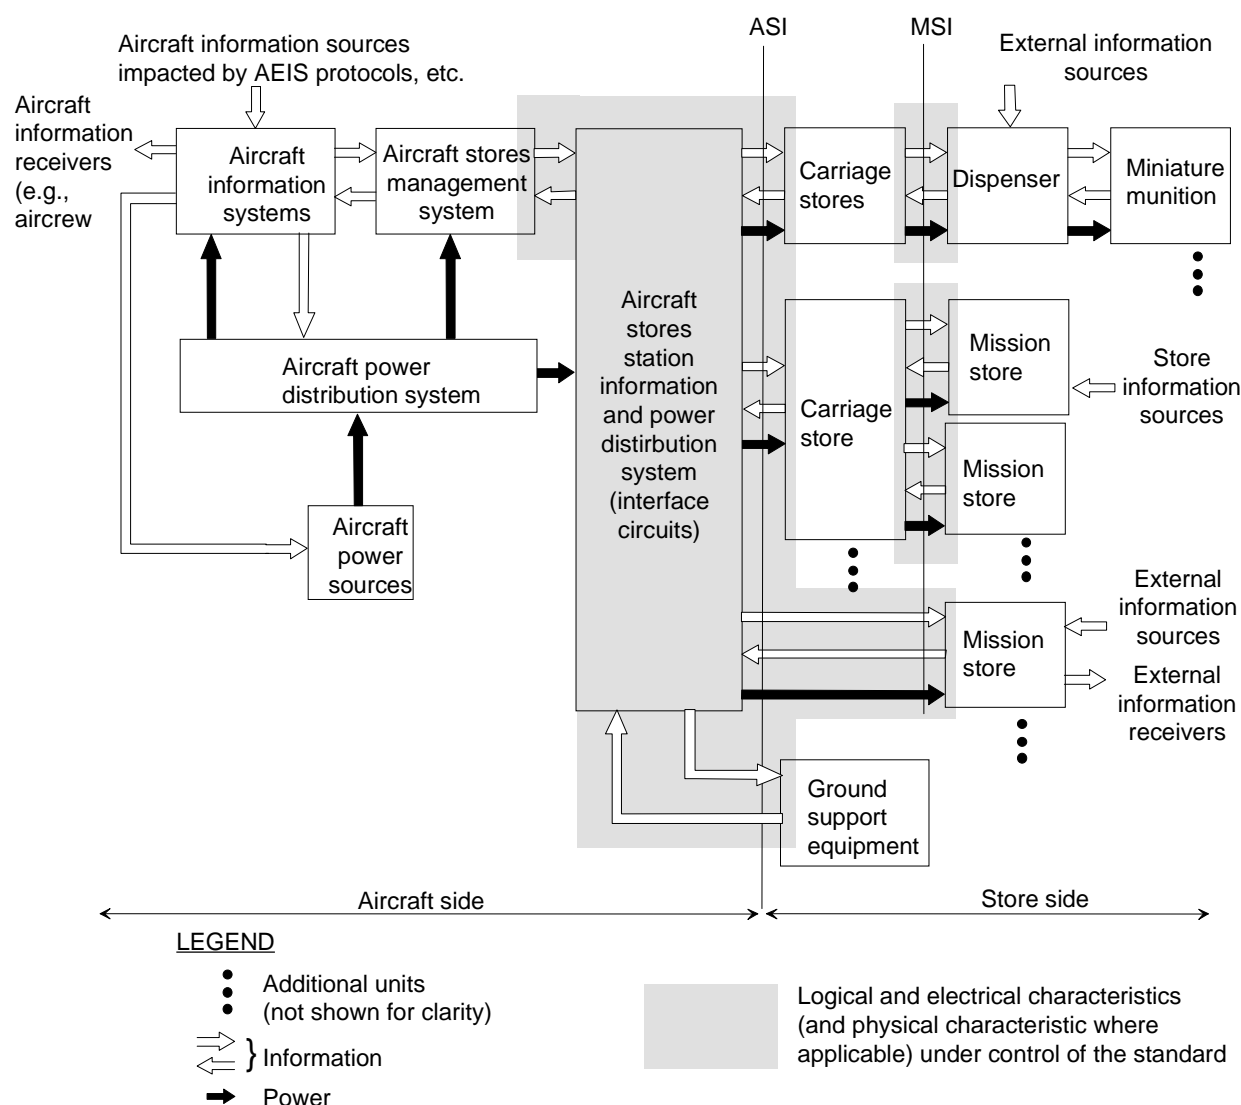 ASI
MSI
Aircraft information sources
impacted by AEIS protocols, etc.
External information
sources
Aircraft
information
receivers
(e.g.,
aircrew
Aircraft
information
systems
Aircraft stores
management
system
Carriage
stores
Dispenser
Miniature
munition
Aircraft
stores
station
information
and power
distirbution
system
(interface
circuits)
Aircraft power
distribution system
Carriage
store
Mission
store
Store
information
sources
Mission
store
Aircraft
power
sources
Mission
store
External
information
sources
External
information
receivers
Ground
support
equipment
Aircraft side
Store side
LEGEND
Additional units
(not shown for clarity)
} Information
Power
Logical and electrical characteristics
(and physical characteristic where
applicable) under control of the standard